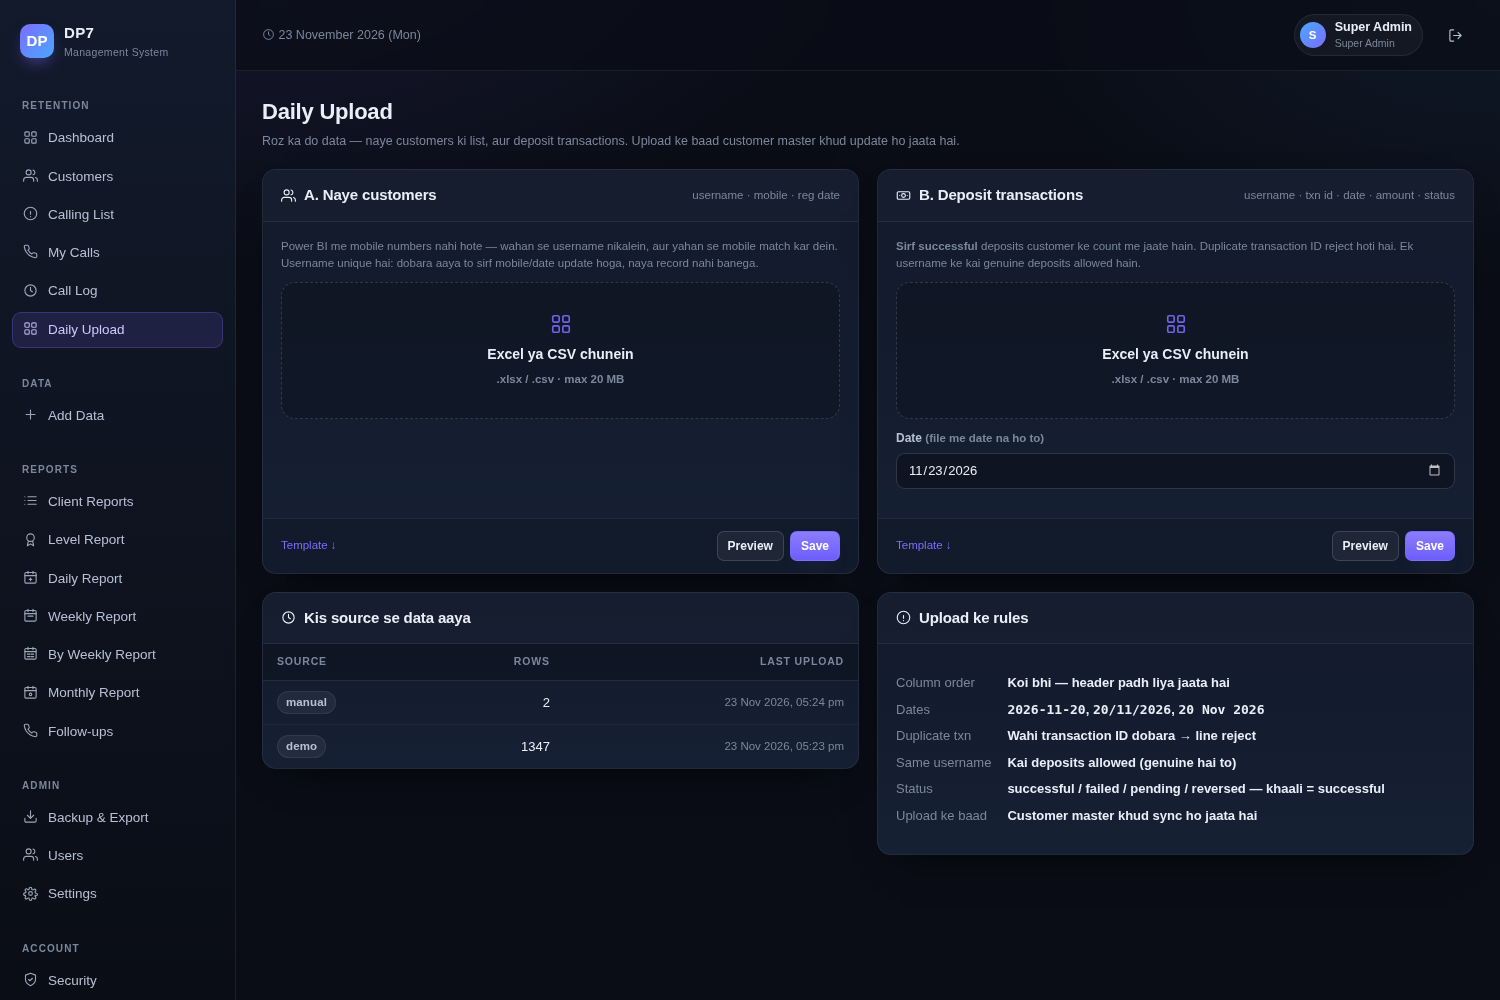 DP
DP7
Management System
RETENTION
Dashboard
Customers
Calling List
My Calls
Call Log
Daily Upload
DATA
Add Data
REPORTS
Client Reports
Level Report
Daily Report
Weekly Report
By Weekly Report
Monthly Report
Follow-ups
ADMIN
Backup & Export
Users
Settings
ACCOUNT
Security
23 November 2026 (Mon)
S
Super Admin
Super Admin
Daily Upload
Roz ka do data — naye customers ki list, aur deposit transactions. Upload ke baad customer master khud update ho jaata hai.
A. Naye customers
username · mobile · reg date
Power BI me mobile numbers nahi hote — wahan se username nikalein, aur yahan se mobile match kar dein.
Username unique hai: dobara aaya to sirf mobile/date update hoga, naya record nahi banega.
Excel ya CSV chunein
.xlsx / .csv · max 20 MB
Template ↓
Preview
Save
B. Deposit transactions
username · txn id · date · amount · status
Sirf successful deposits customer ke count me jaate hain. Duplicate transaction ID reject hoti hai. Ek
username ke kai genuine deposits allowed hain.
Excel ya CSV chunein
.xlsx / .csv · max 20 MB
Date (file me date na ho to)
11/23/2026
Template ↓
Preview
Save
Kis source se data aaya
SOURCE ROWS LAST UPLOAD
manual 2 23 Nov 2026, 05:24 pm
demo 1347 23 Nov 2026, 05:23 pm
Upload ke rules
Column order Koi bhi — header padh liya jaata hai
Dates 2026-11-20, 20/11/2026, 20 Nov 2026
Duplicate txn Wahi transaction ID dobara → line reject
Same username Kai deposits allowed (genuine hai to)
Status successful / failed / pending / reversed — khaali = successful
Upload ke baad Customer master khud sync ho jaata hai